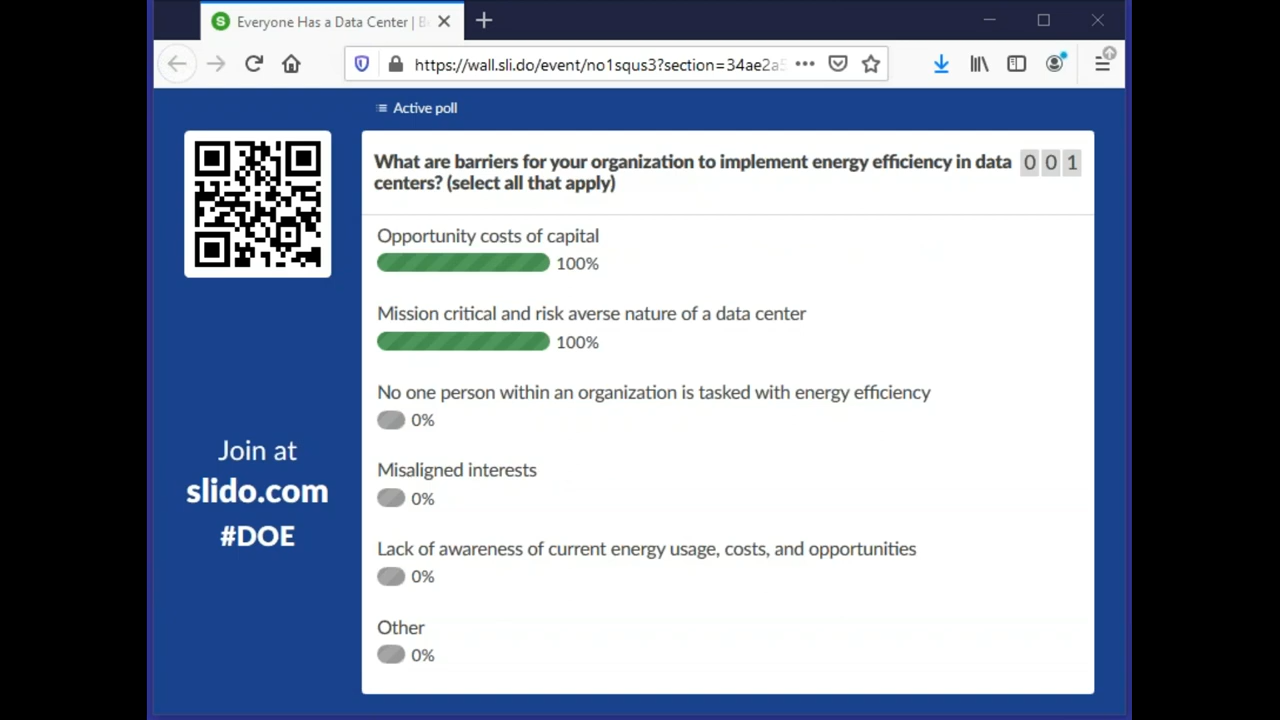 Everyone Has a Data Center |
https://wall.sli.do/event/no1squs3?section=34ae2a5
Active poll
What are barriers for your organization to implement energy efficiency in data
centers? (select all that apply)
0 0 1
Opportunity costs of capital
100%
Mission critical and risk averse nature of a data center
100%
No one person within an organization is tasked with energy efficiency
0%
Misaligned interests
0%
Lack of awareness of current energy usage, costs, and opportunities
0%
Other
0%
Join at
slido.com
#DOE